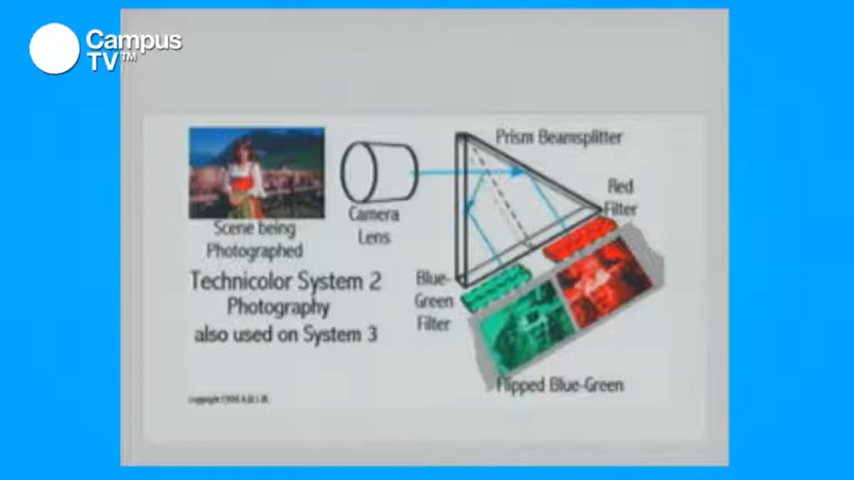 Campus
TV™
Prism Beamsplitter
Red
Filter
Camera
Lens
Scene being
Photographed
Technicolor System 2
Photography
also used on System 3
Blue-
Green
Filter
Flipped Blue-Green
copyright